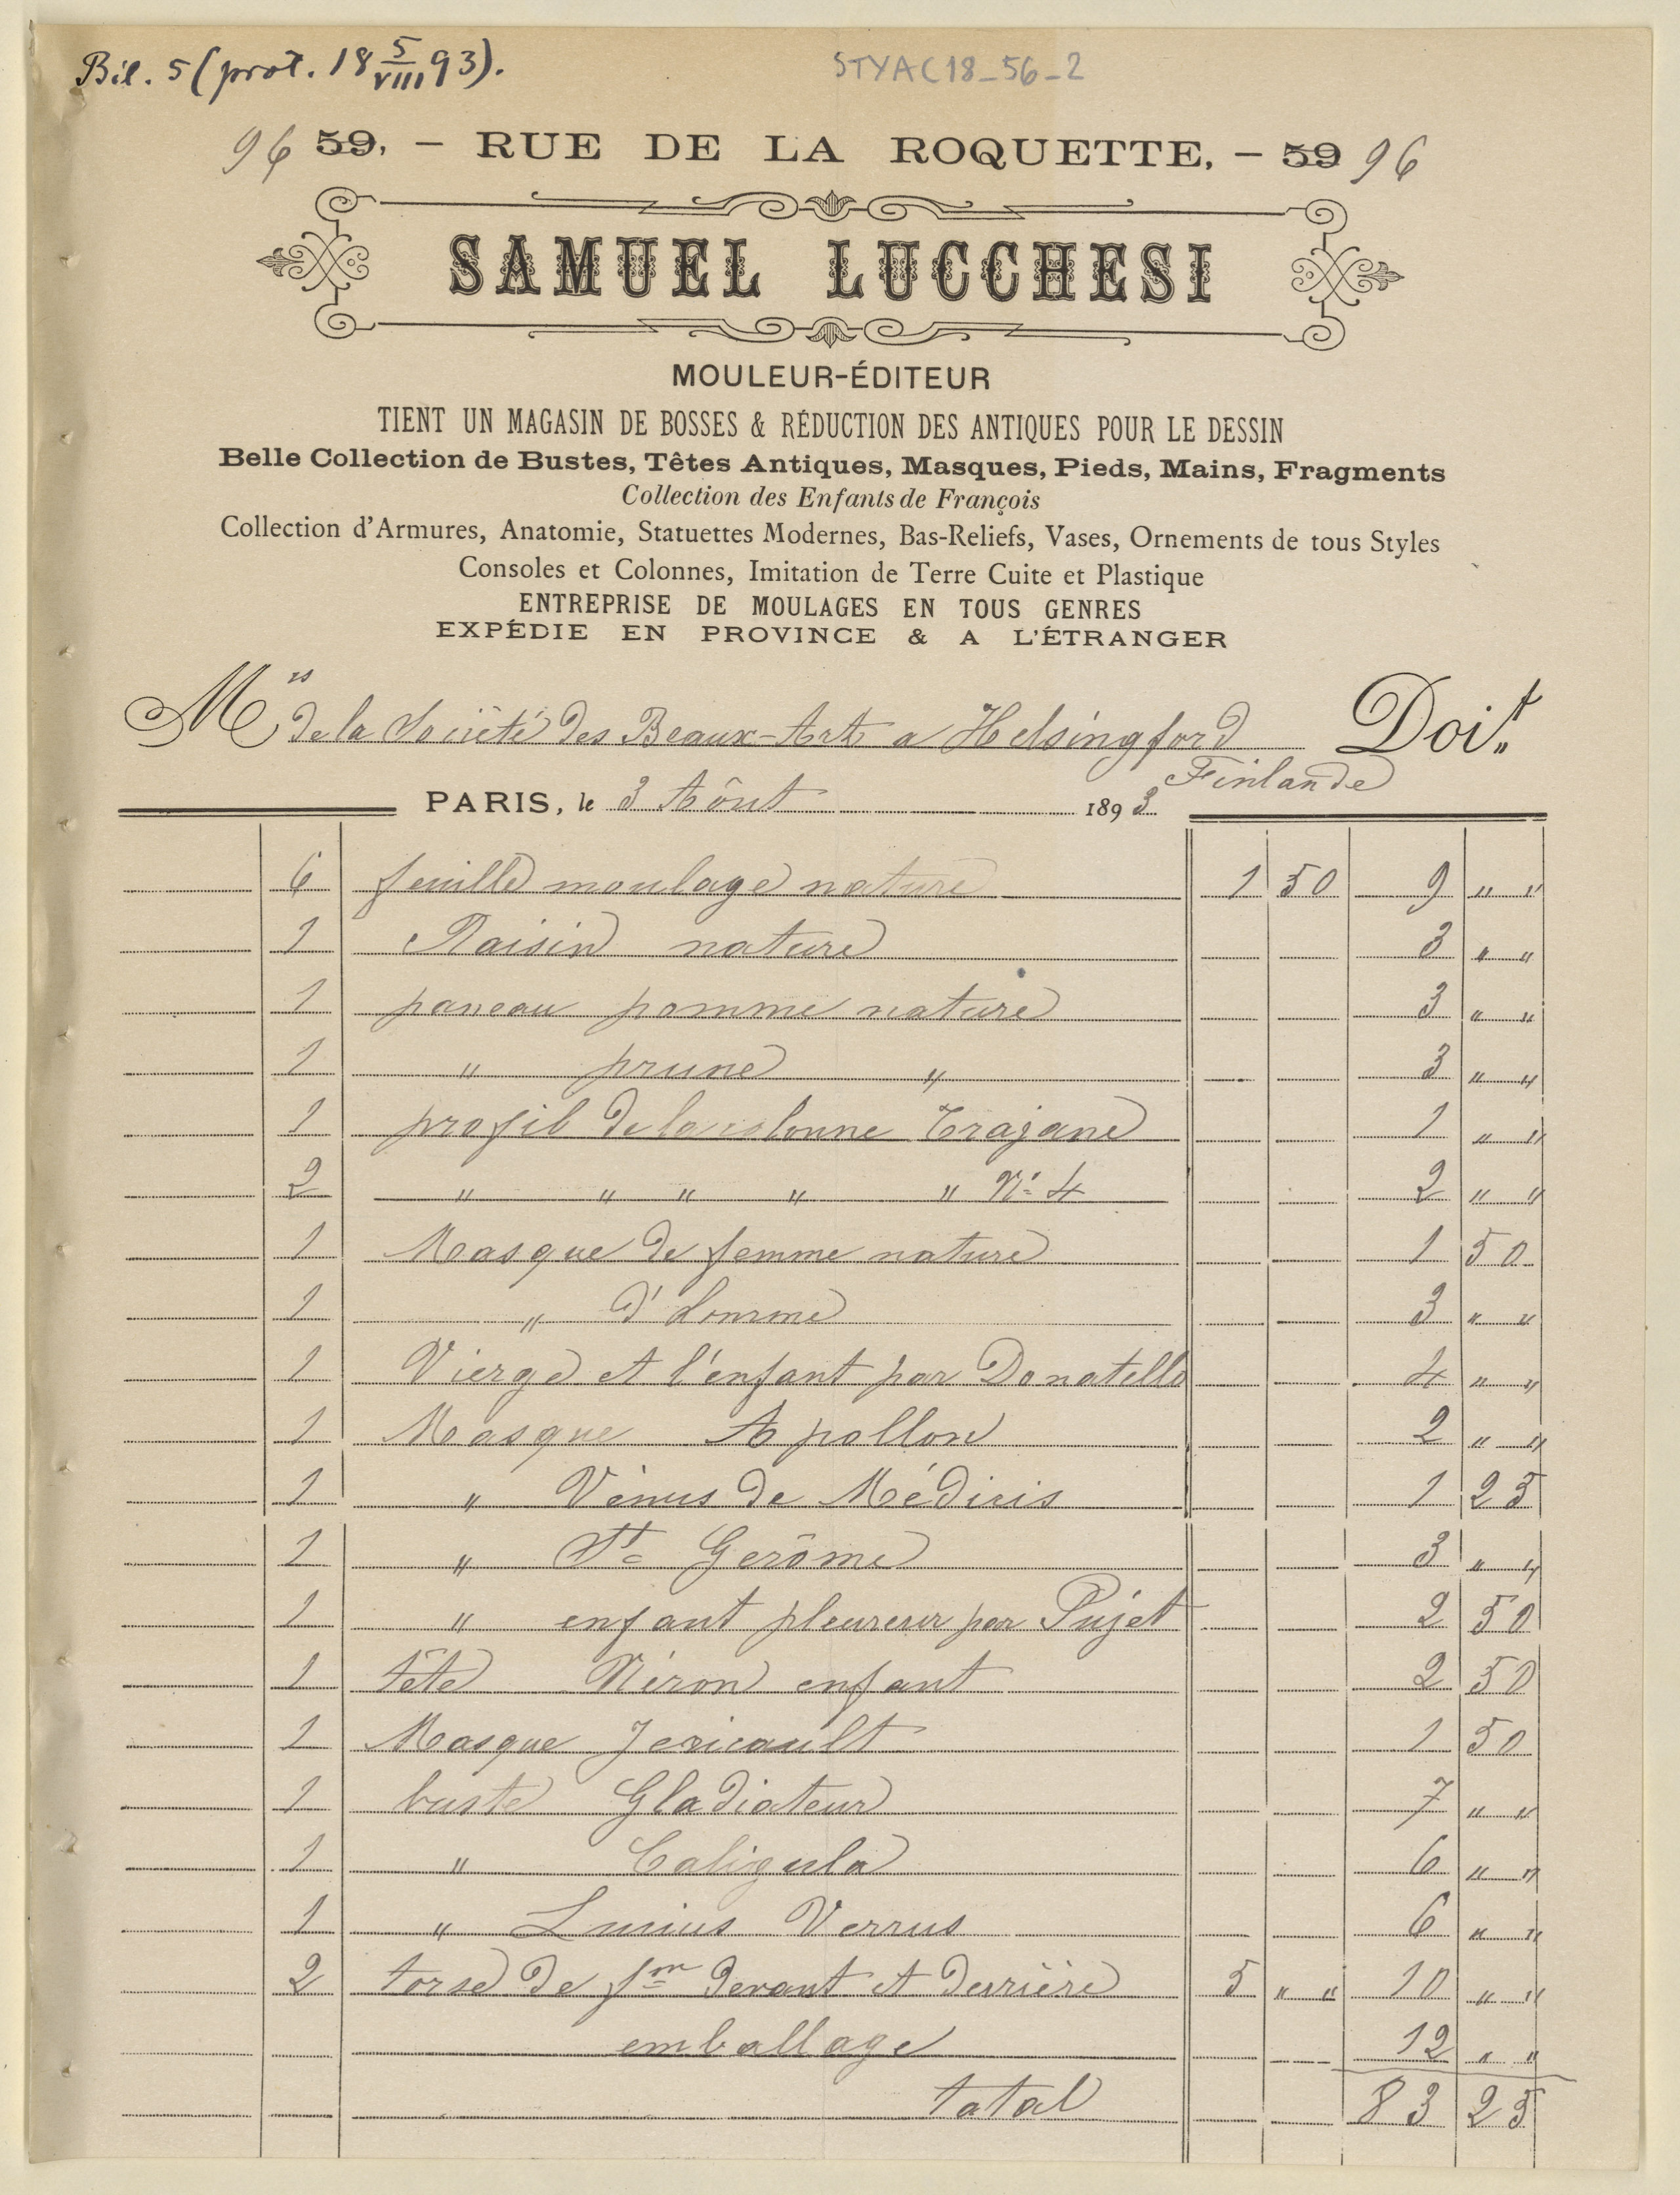 Bil. 5 (prot. 18 5/VIII 93).
STYAC18_56_2
96 59, — RUE DE LA ROQUETTE, — 59 96
SAMUEL LUCCHESI
MOULEUR-ÉDITEUR
TIENT UN MAGASIN DE BOSSES & RÉDUCTION DES ANTIQUES POUR LE DESSIN
Belle Collection de Bustes, Têtes Antiques, Masques, Pieds, Mains, Fragments
Collection des Enfants de François
Collection d'Armures, Anatomie, Statuettes Modernes, Bas-Reliefs, Vases, Ornements de tous Styles
Consoles et Colonnes, Imitation de Terre Cuite et Plastique
ENTREPRISE DE MOULAGES EN TOUS GENRES
EXPÉDIE EN PROVINCE & A L'ÉTRANGER
Mrs de la Société des Beaux-Arts a Helsingford Doit
Finlande
PARIS, le 3 Aôut 1893
6 feuille moulage nature 1 50 9 " "
1 Raisin nature 3 " "
1 paneau pomme nature 3 " "
1 " prune " 3 " "
1 profil de la colonne Trajane 1 " "
2 " " " " " N° 4 2 " "
1 Masque de femme nature 1 50
1 " d'homme 3 " "
1 Vierge et l'enfant par Donatello 4 " "
1 Masque Apollon 2 " "
1 " Vénus de Médicis 1 25
1 " St Gerôme 3 " "
1 " enfant pleureur par Pujet 2 50
1 tête Néron enfant 2 50
1 Masque Jericault 1 50
1 buste Gladiateur 7 " "
1 " Caligula 6 " "
1 " Lucius Verrus 6 " "
2 torse de fm devant et derrière 5 " " 10 " "
emballage 12 " "
total 83 25